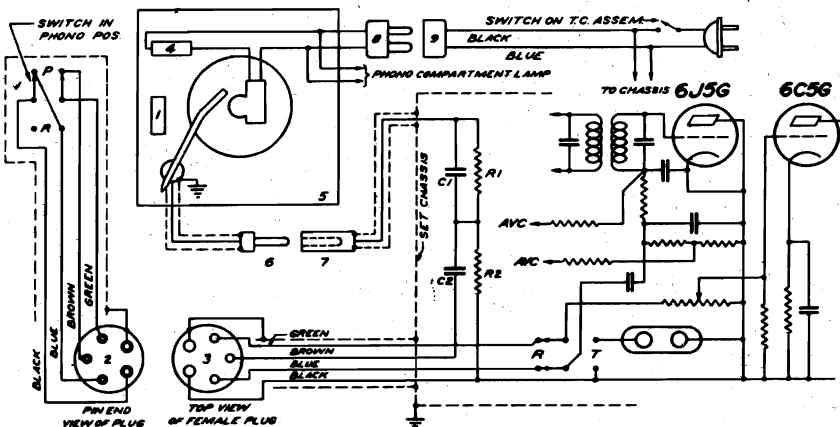 SWITCH IN
PHONO POS.
P
R
BLACK
BLUE
BROWN
GREEN
2
PIN END
VIEW OF PLUG
4
1
5
6
7
8
9
SWITCH ON T.C. ASSEM.
BLACK
BLUE
PHONO COMPARTMENT LAMP
TO CHASSIS
6J5G
6C5G
SET CHASSIS
C1
R1
C2
R2
AVC
AVC
3
TOP VIEW
OF FEMALE PLUG
GREEN
BROWN
BLUE
BLACK
R
T